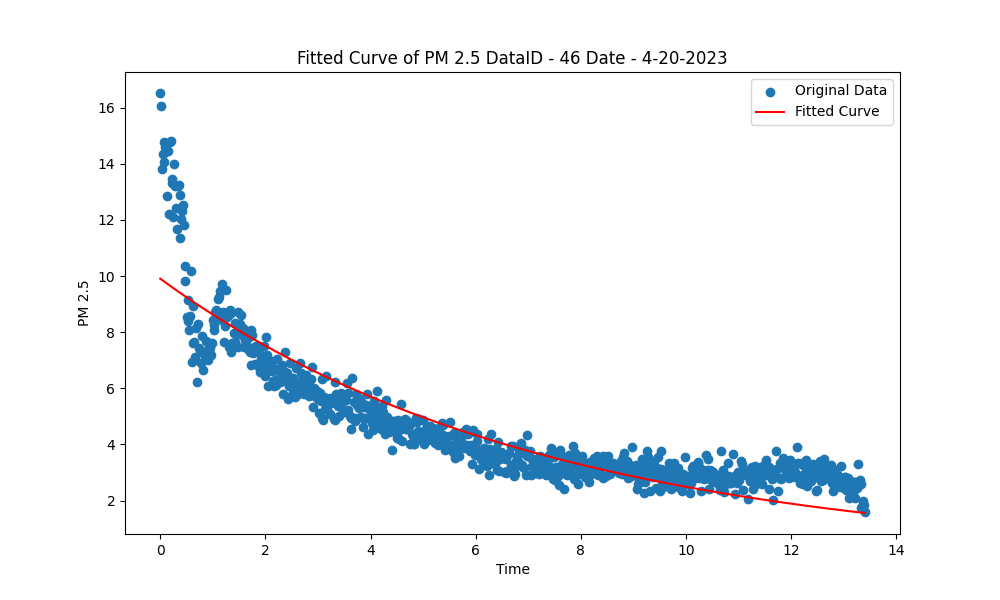 Fitted Curve of PM 2.5 DataID - 46 Date - 4-20-2023
Original Data
Fitted Curve
PM 2.5
16
14
12
10
8
6
4
2
0 2 4 6 8 10 12 14
Time